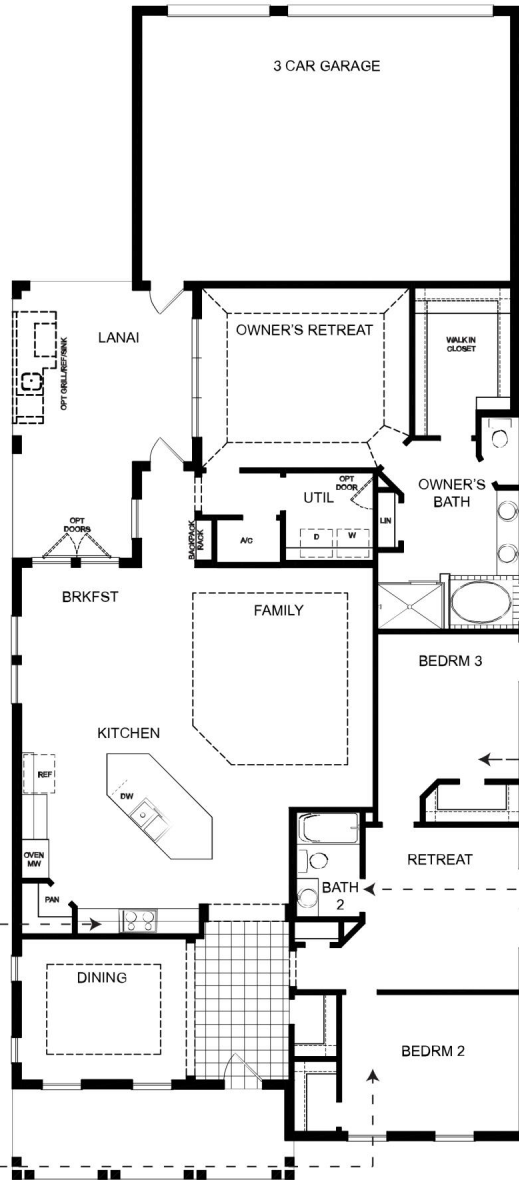 3 CAR GARAGE
LANAI
OPT GRILL/REF/SINK
OWNER'S RETREAT
WALK IN
CLOSET
OPT
DOOR
UTIL
OWNER'S
BATH
LIN
OPT
DOORS
BACKPACK
RACK
A/C
D
W
BRKFST
FAMILY
BEDRM 3
KITCHEN
REF
DW
OVEN
MW
PAN
BATH
2
RETREAT
DINING
BEDRM 2